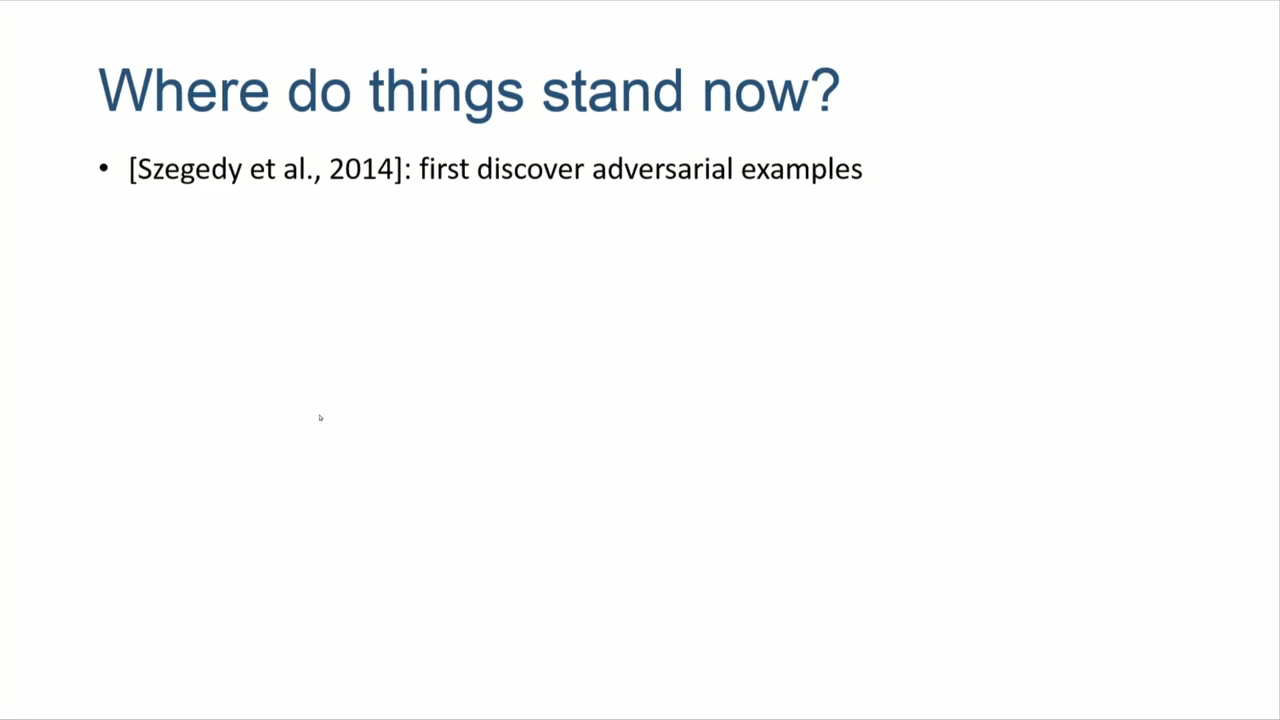 Where do things stand now?
• [Szegedy et al., 2014]: first discover adversarial examples